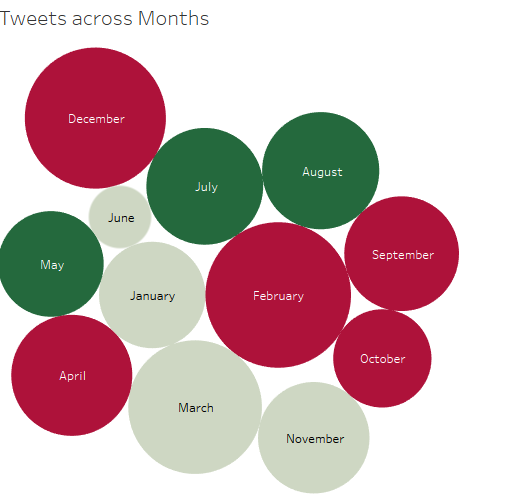 Tweets across Months
December
August
July
June
September
May
January
February
October
April
March
November